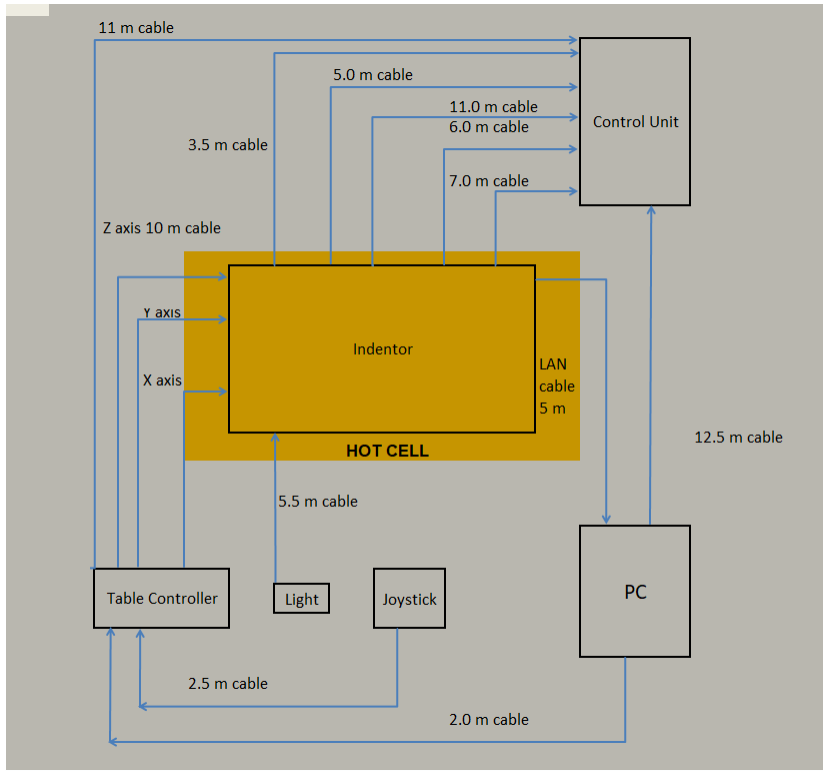 11 m cable
5.0 m cable
11.0 m cable
6.0 m cable
Control Unit
3.5 m cable
7.0 m cable
Z axis 10 m cable
Y axis
Indentor
LAN
cable
5 m
X axis
HOT CELL
12.5 m cable
5.5 m cable
Table Controller
Light
Joystick
PC
2.5 m cable
2.0 m cable